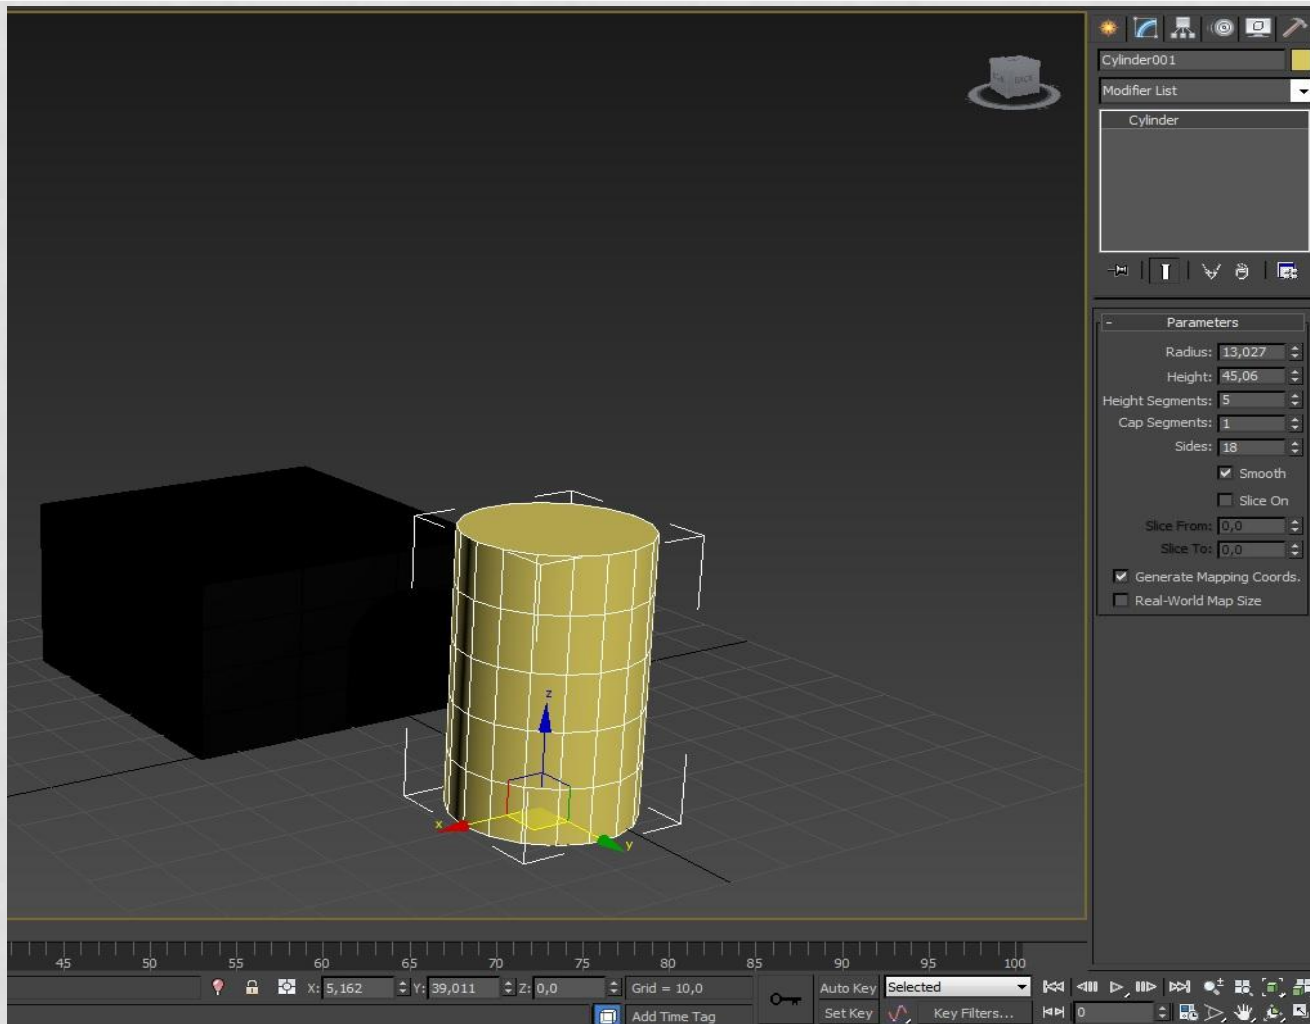 Cylinder001
Modifier List
Cylinder
BACK
- Parameters
Radius: 13,027
Height: 45,06
Height Segments: 5
Cap Segments: 1
Sides: 18
Smooth
Slice On
Slice From: 0,0
Slice To: 0,0
Generate Mapping Coords.
Real-World Map Size
z
x
y
45 50 55 60 65 70 75 80 85 90 95 100
X: 5,162 Y: 39,011 Z: 0,0 Grid = 10,0 Auto Key Selected
Add Time Tag Set Key Key Filters... 0